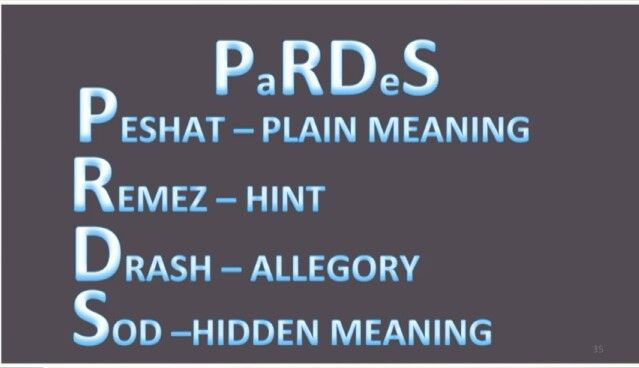 PaRDeS
PESHAT – PLAIN MEANING
REMEZ – HINT
DRASH – ALLEGORY
SOD –HIDDEN MEANING
35